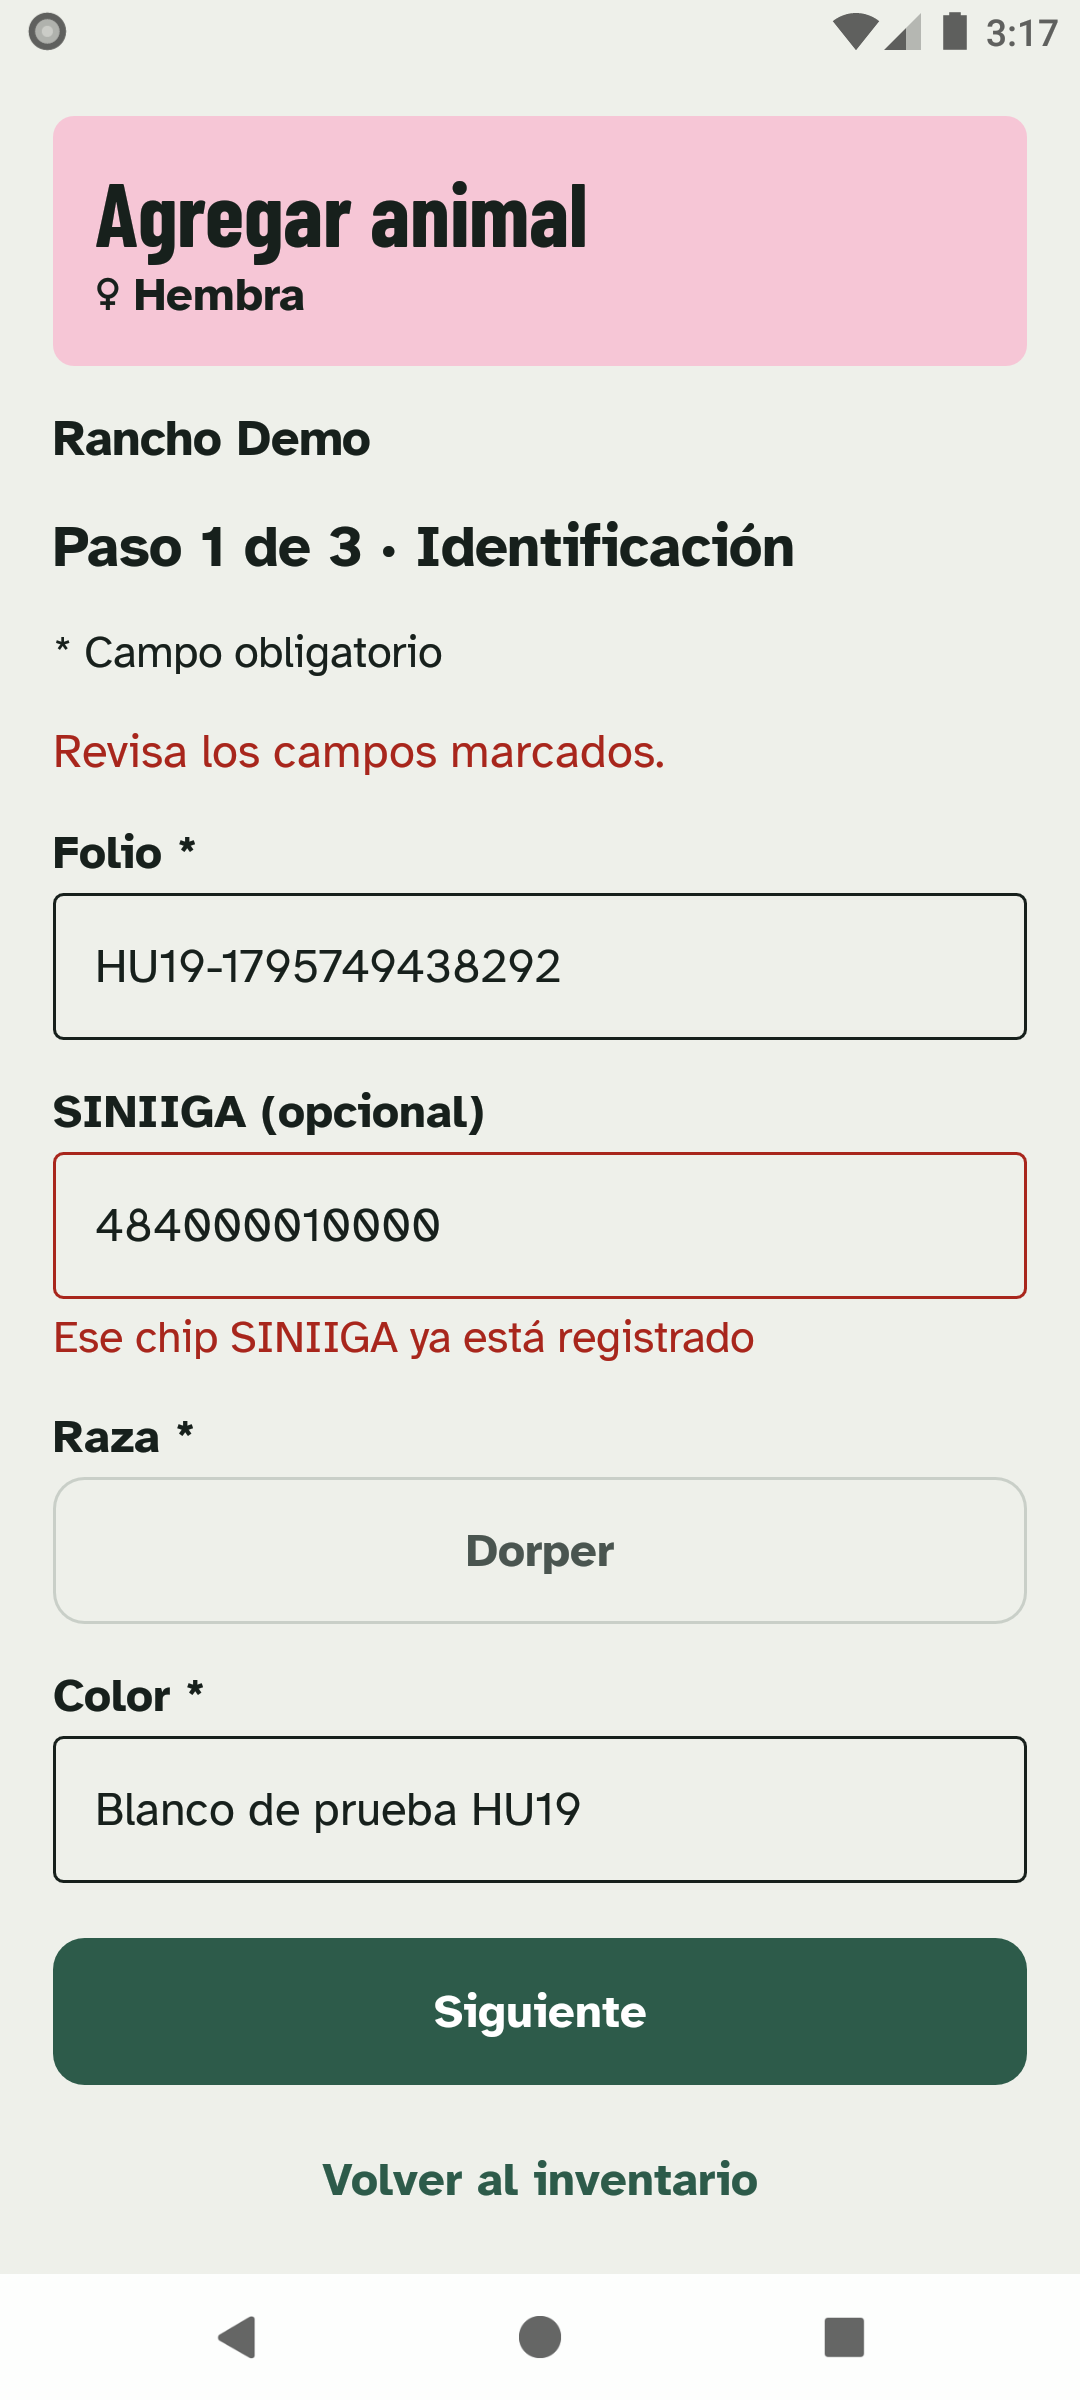 3:17
Agregar animal
♀ Hembra
Rancho Demo
Paso 1 de 3 · Identificación
* Campo obligatorio
Revisa los campos marcados.
Folio *
HU19-1795749438292
SINIIGA (opcional)
484000010000
Ese chip SINIIGA ya está registrado
Raza *
Dorper
Color *
Blanco de prueba HU19
Siguiente
Volver al inventario